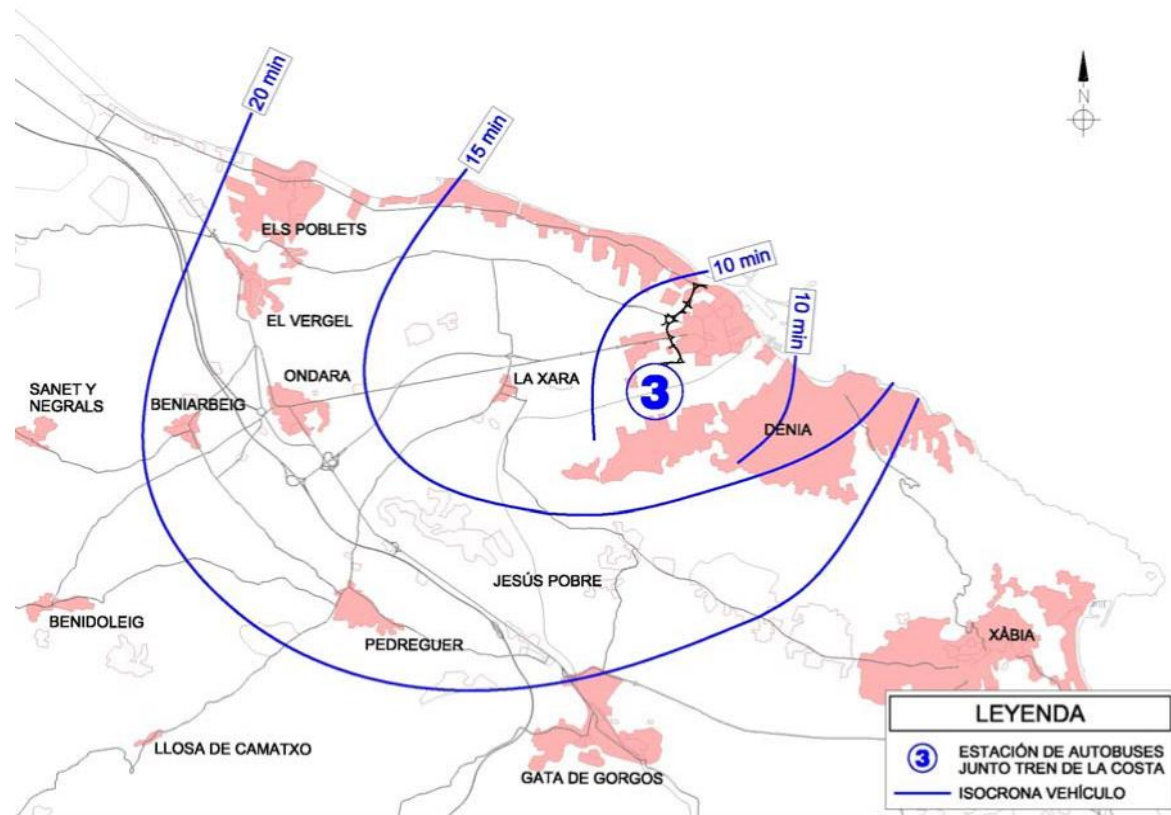 20 min
15 min
N
ELS POBLETS
10 min
10 min
EL VERGEL
SANET Y
NEGRALS
BENIARBEIG
ONDARA
LA XARA
3
DÉNIA
JESÚS POBRE
BENIDOLEIG
PEDREGUER
XÀBIA
LLOSA DE CAMATXO
GATA DE GORGOS
LEYENDA
3
ESTACIÓN DE AUTOBUSES
JUNTO TREN DE LA COSTA
ISOCRONA VEHÍCULO